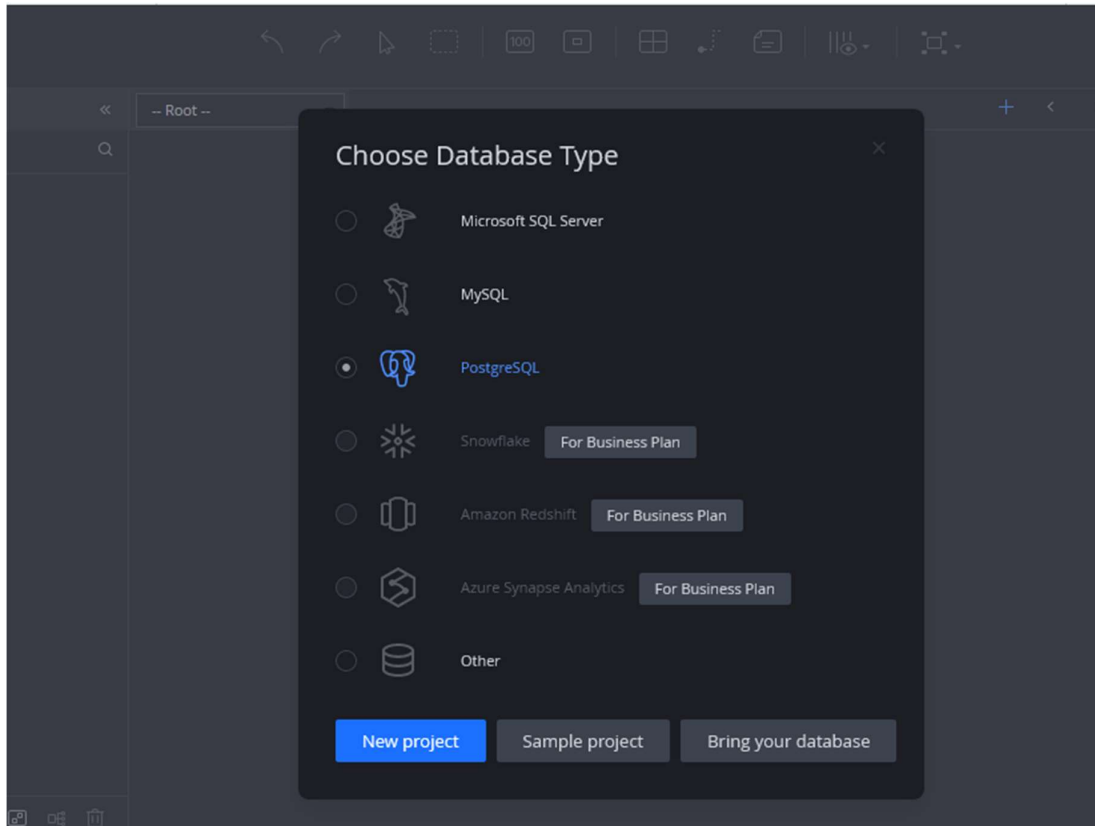 100
-- Root --
Choose Database Type
Microsoft SQL Server
MySQL
PostgreSQL
Snowflake For Business Plan
Amazon Redshift For Business Plan
Azure Synapse Analytics For Business Plan
Other
New project Sample project Bring your database